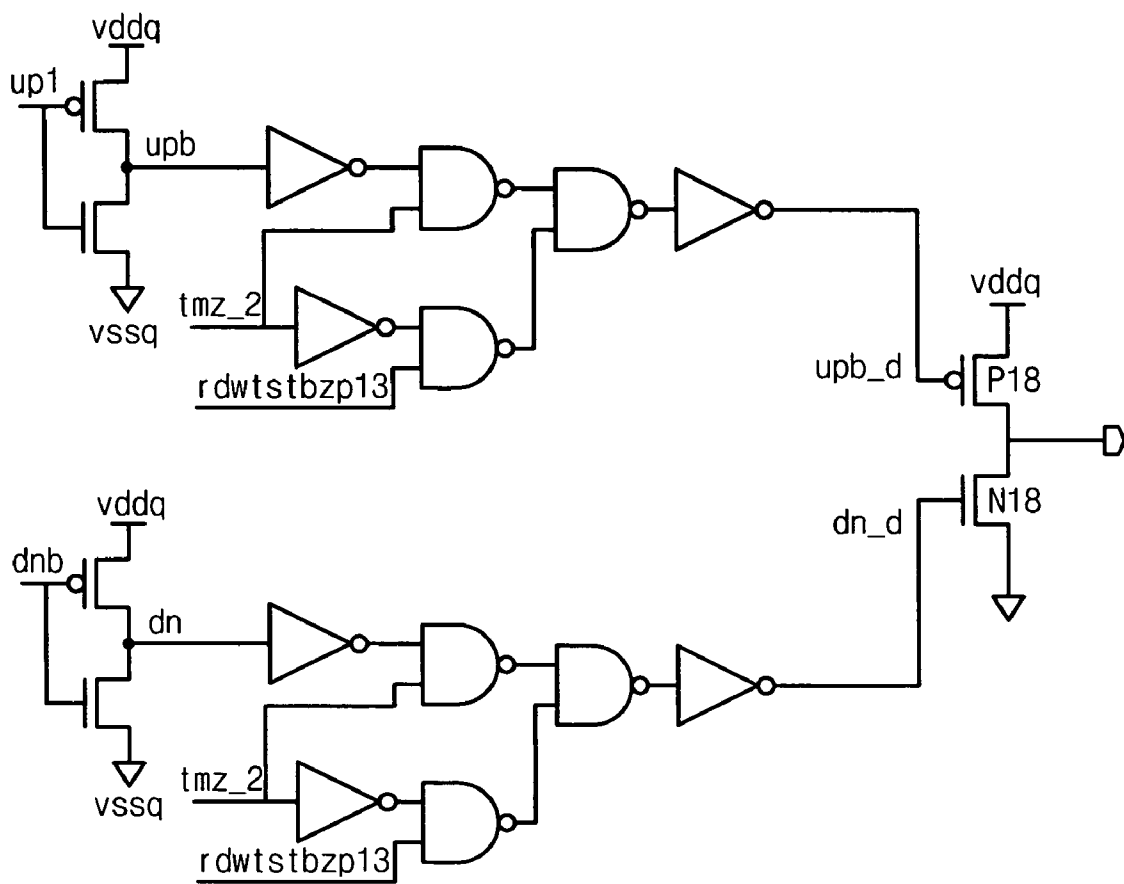 vddq
up1
upb
tmz_2
vssq
rdwtstbzp13
vddq
upb_d
P18
N18
dn_d
vddq
dnb
dn
tmz_2
vssq
rdwtstbzp13